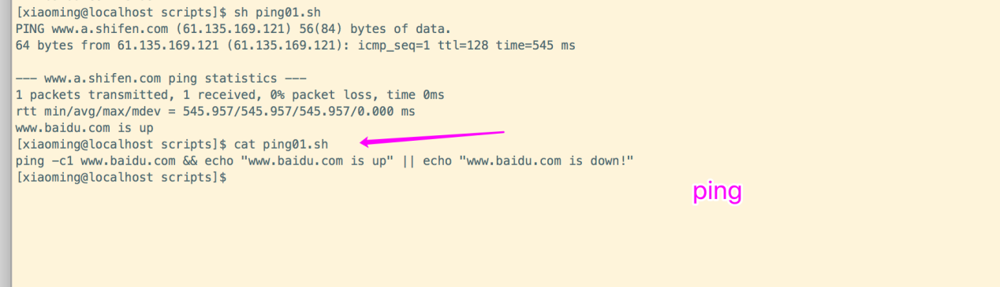 [xiaoming@localhost scripts]$ sh ping01.sh
PING www.a.shifen.com (61.135.169.121) 56(84) bytes of data.
64 bytes from 61.135.169.121 (61.135.169.121): icmp_seq=1 ttl=128 time=545 ms
--- www.a.shifen.com ping statistics ---
1 packets transmitted, 1 received, 0% packet loss, time 0ms
rtt min/avg/max/mdev = 545.957/545.957/545.957/0.000 ms
www.baidu.com is up
[xiaoming@localhost scripts]$ cat ping01.sh
ping -c1 www.baidu.com && echo "www.baidu.com is up" || echo "www.baidu.com is down!"
[xiaoming@localhost scripts]$
ping